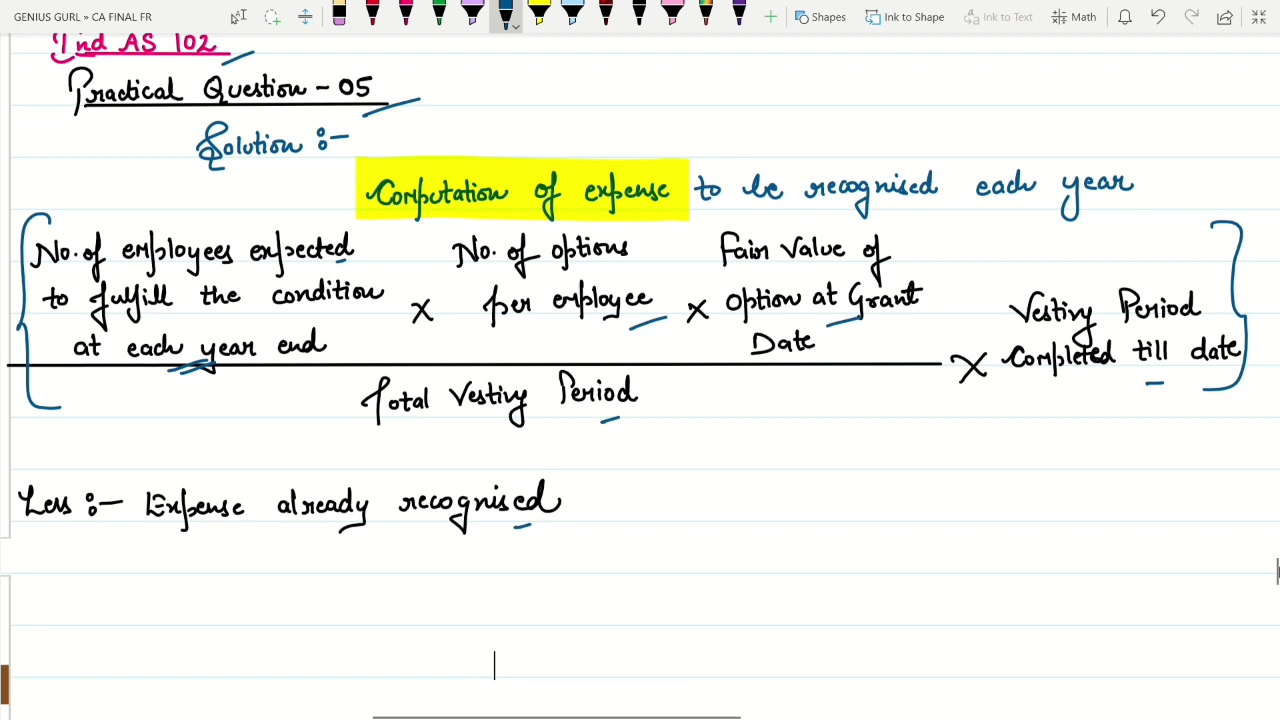 GENIUS GURL » CA FINAL FR
Shapes
Ink to Shape
Ink to Text
Math
Ind AS 102
Practical Question - 05
Solution :-
Computation of expense to be recognised each year
No. of employees expected
to fulfill the condition
at each year end
X
No. of options
per employee
X
Fair Value of
Option at Grant
Date
Total Vesting Period
X
Vesting Period
Completed till date
Less :- Expense already recognised